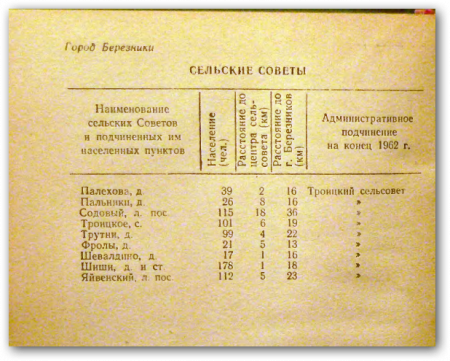 Город Березники
СЕЛЬСКИЕ СОВЕТЫ
Наименование сельских Советов и подчиненных им населенных пунктов | Население (чел.) | Расстояние до центра сельсовета (км) | Расстояние до г. Березников (км) | Административное подчинение на конец 1962 г.
Палехова, д. 39 2 16 Троицкий сельсовет
Пальники, д. 26 8 16 »
Содовый, л. пос. 115 18 36 »
Троицкое, с. 101 6 19 »
Трутни, д. 99 4 22 »
Фролы, д. 21 5 13 »
Шевалдино, д. 17 1 16 »
Шиши, д. и ст. 178 1 18 »
Яйвенский, л. пос. 112 5 23 »